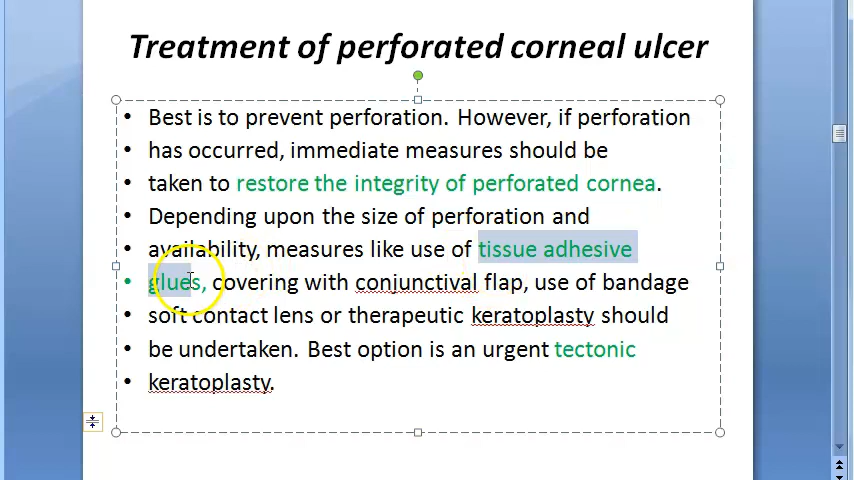 Treatment of perforated corneal ulcer
• Best is to prevent perforation. However, if perforation
• has occurred, immediate measures should be
• taken to restore the integrity of perforated cornea.
• Depending upon the size of perforation and
• availability, measures like use of tissue adhesive
• glues, covering with conjunctival flap, use of bandage
• soft contact lens or therapeutic keratoplasty should
• be undertaken. Best option is an urgent tectonic
• keratoplasty.